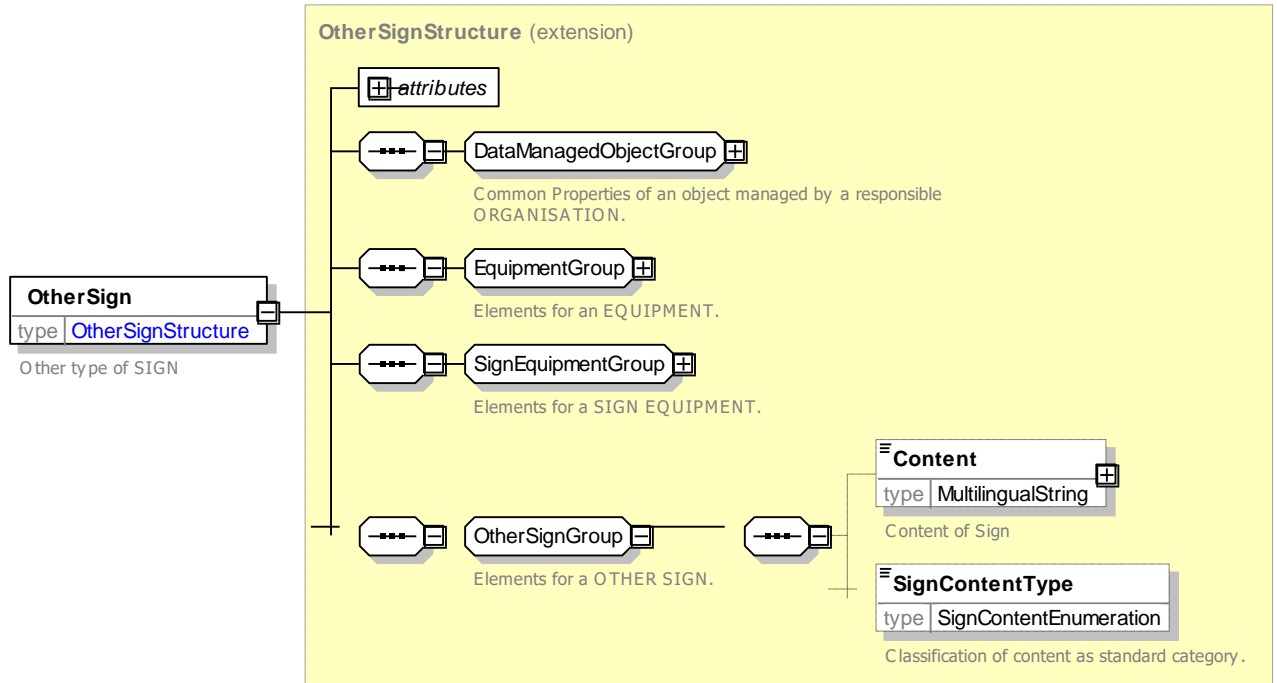 OtherSignStructure (extension)
attributes
DataManagedObjectGroup
Common Properties of an object managed by a responsible
ORGANISATION.
EquipmentGroup
Elements for an EQUIPMENT.
OtherSign
type OtherSignStructure
Other type of SIGN
SignEquipmentGroup
Elements for a SIGN EQUIPMENT.
Content
type MultilingualString
Content of Sign
OtherSignGroup
Elements for a OTHER SIGN.
SignContentType
type SignContentEnumeration
Classification of content as standard category.